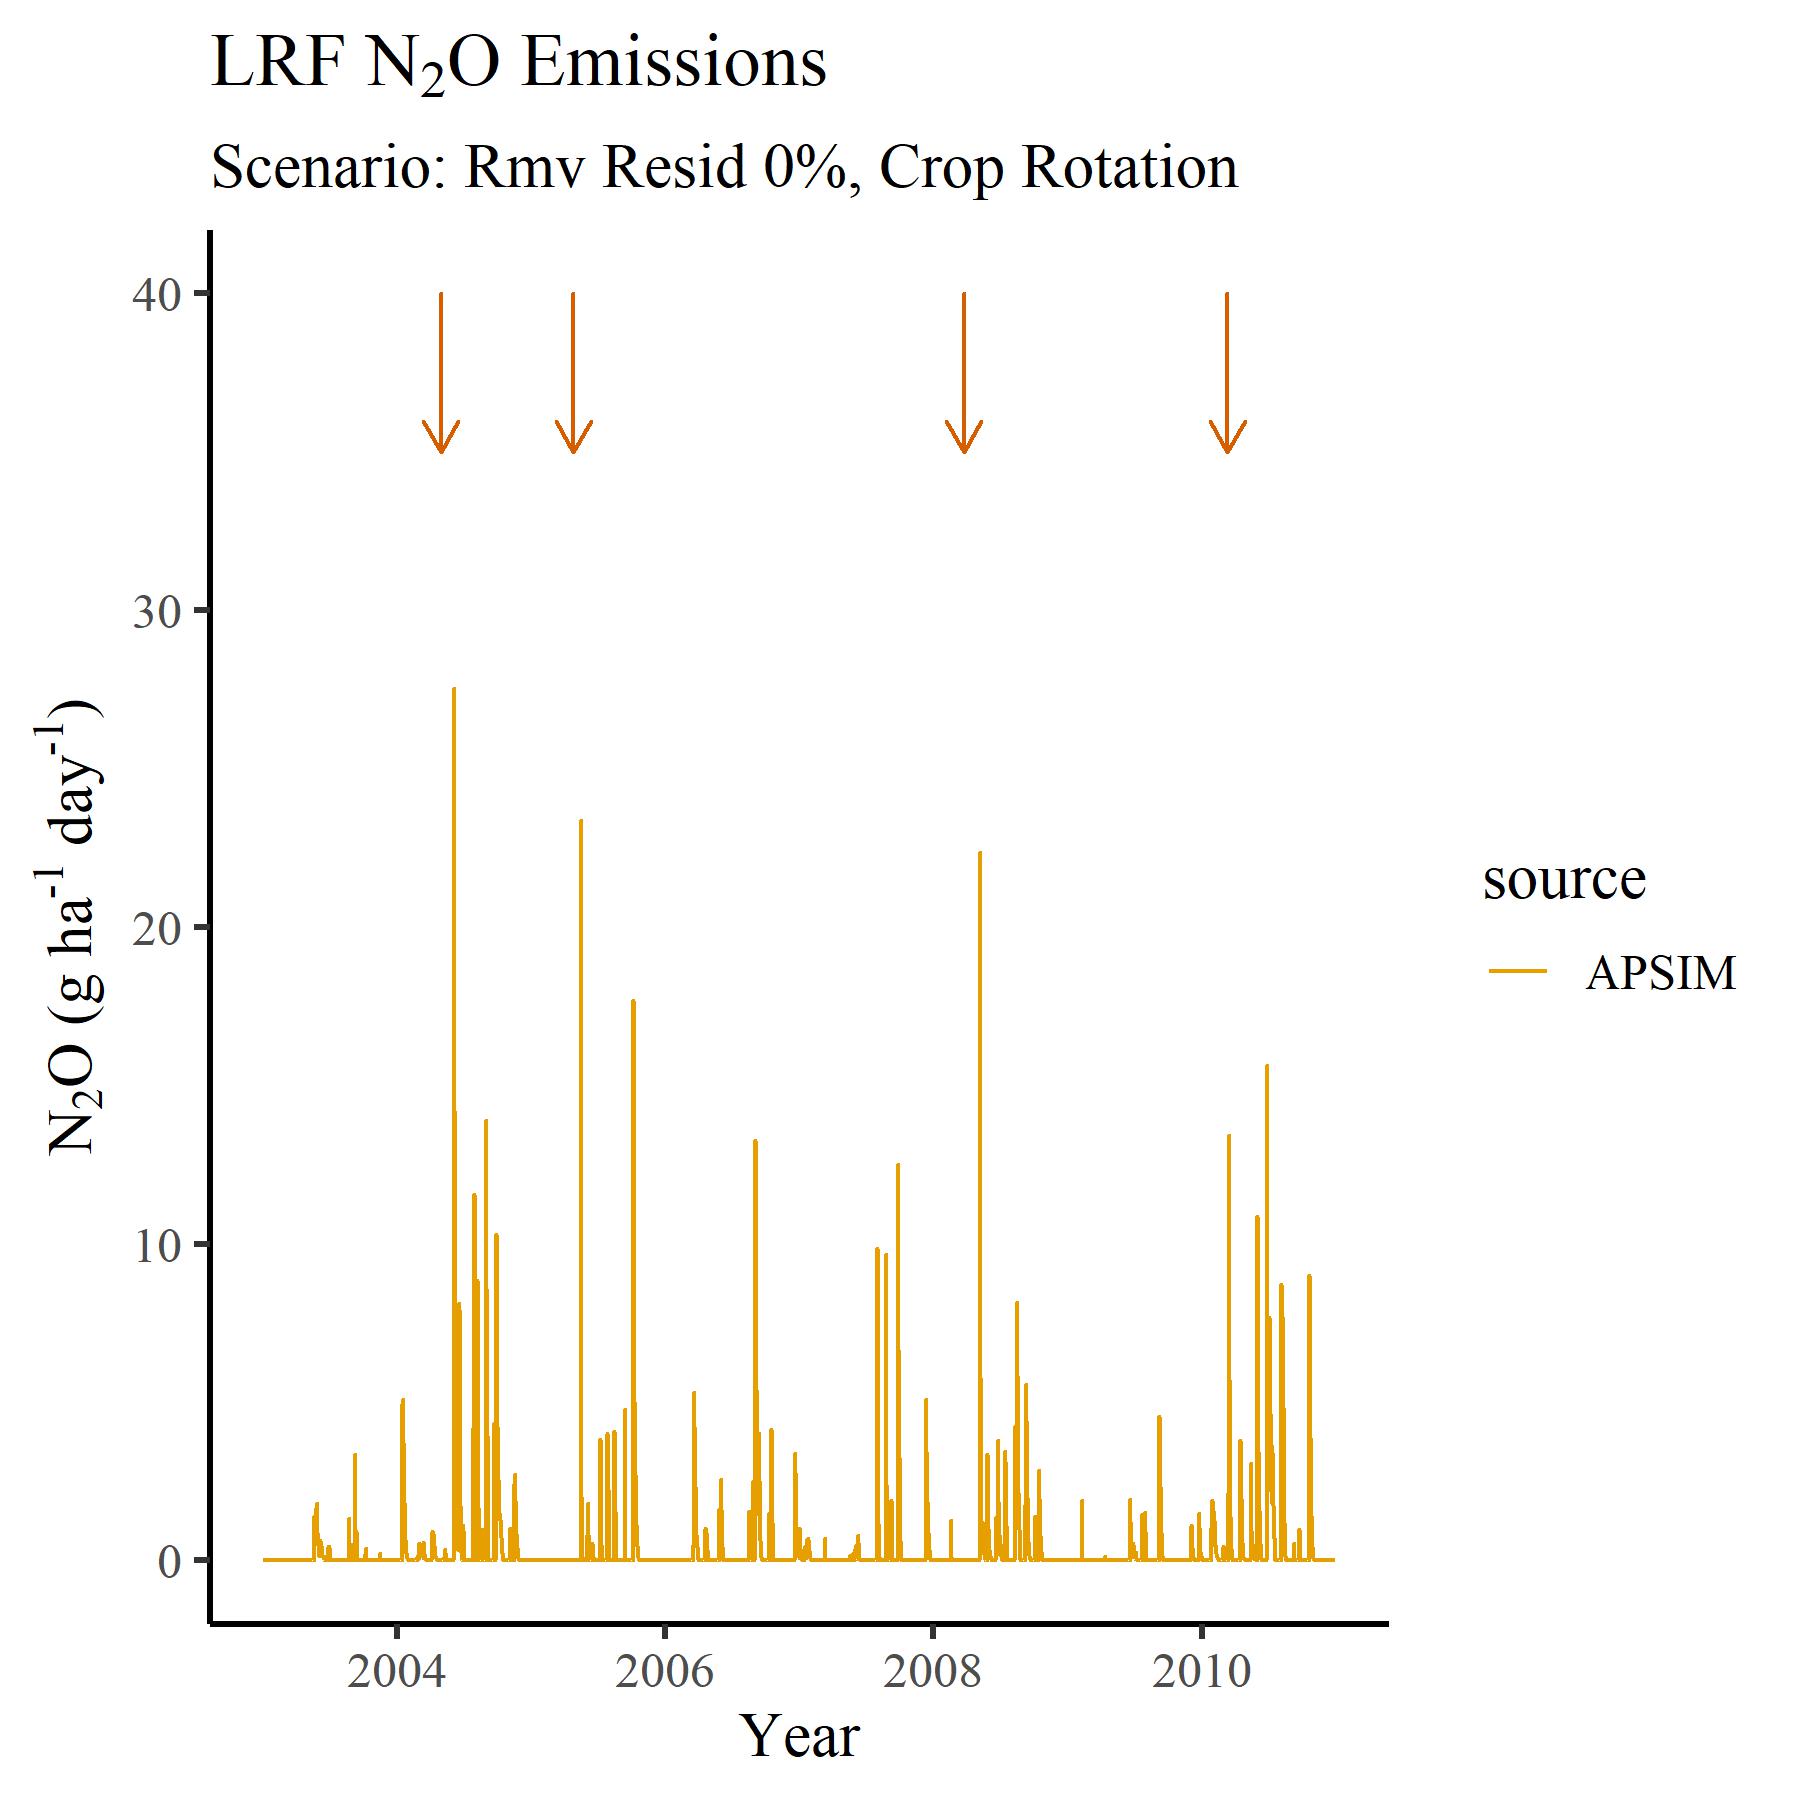 LRF N₂O Emissions
Scenario: Rmv Resid 0%, Crop Rotation
40
30
20
10
0
N₂O (g ha⁻¹ day⁻¹)
2004 2006 2008 2010
Year
source
APSIM